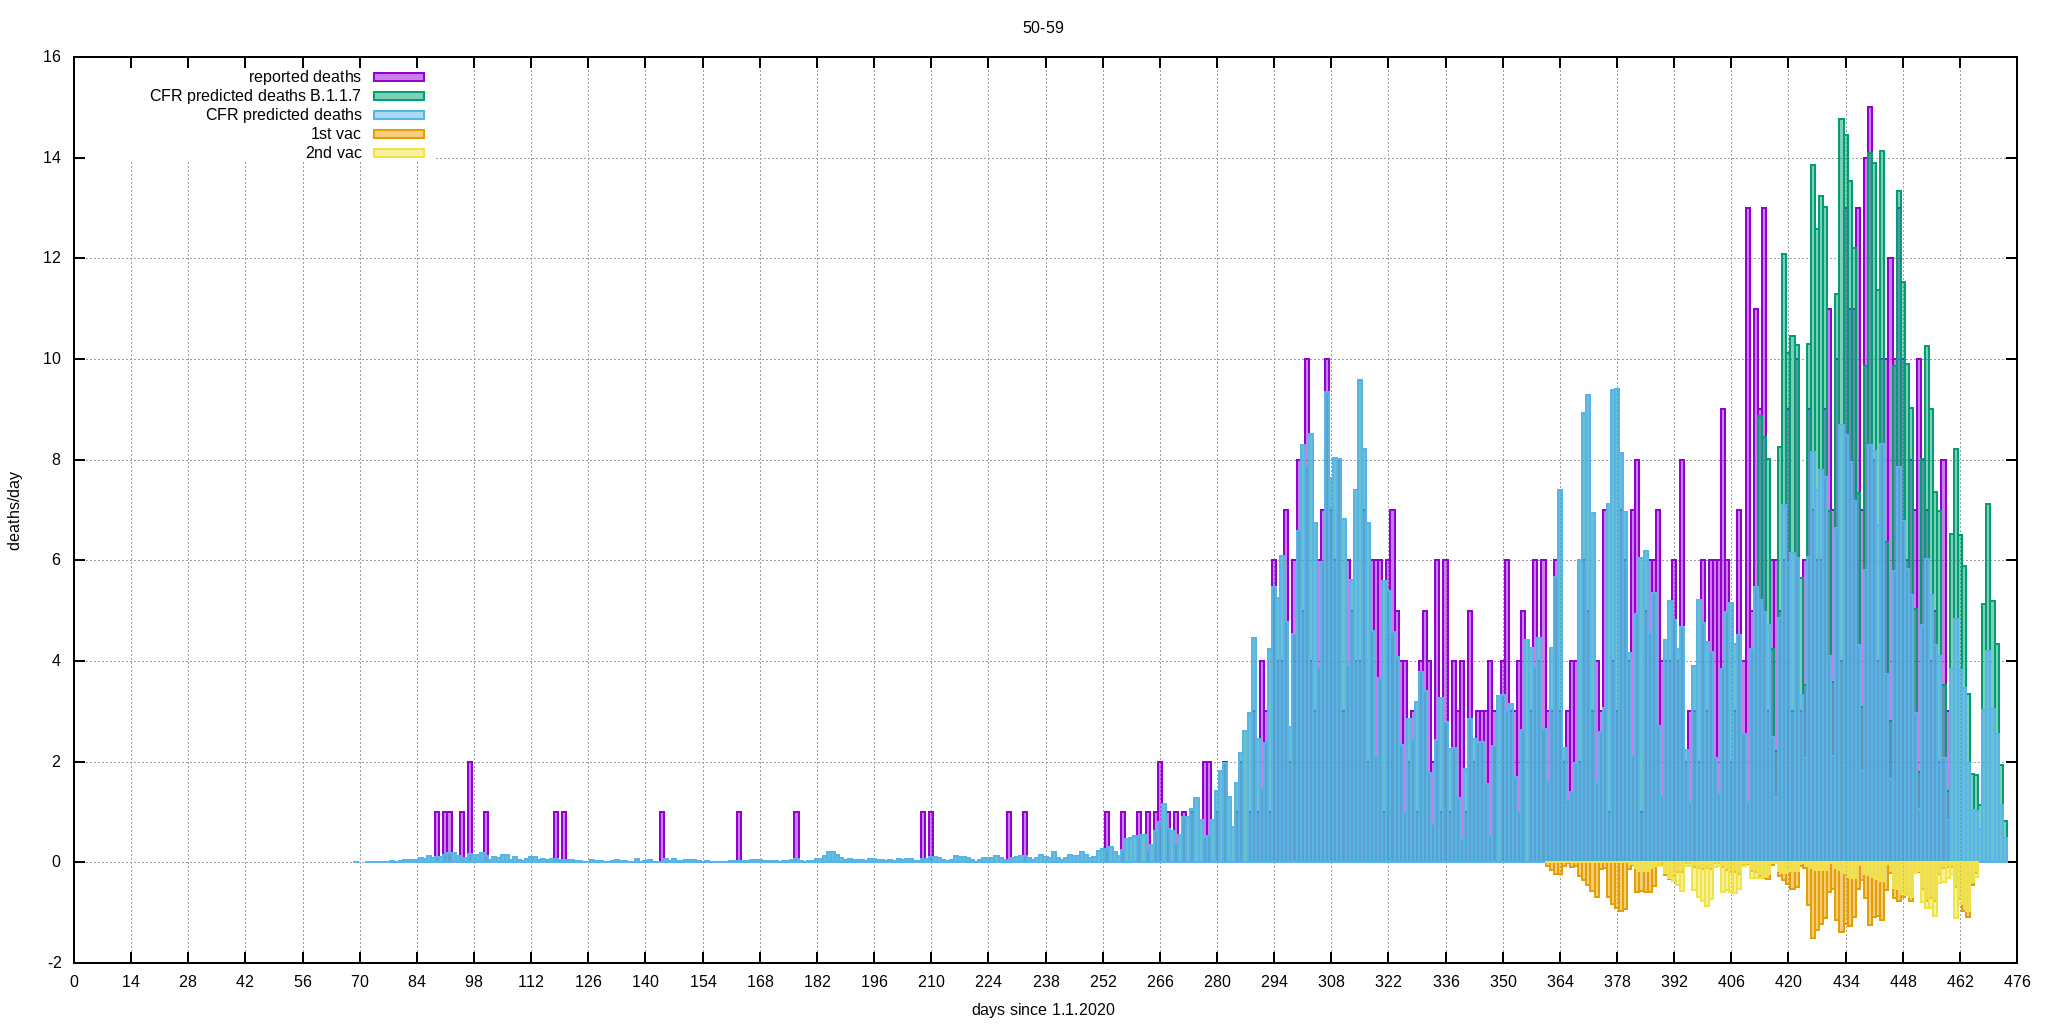 50-59
reported deaths
CFR predicted deaths B.1.1.7
CFR predicted deaths
1st vac
2nd vac
16
14
12
10
8
6
4
2
0
-2
deaths/day
0 14 28 42 56 70 84 98 112 126 140 154 168 182 196 210 224 238 252 266 280 294 308 322 336 350 364 378 392 406 420 434 448 462 476
days since 1.1.2020